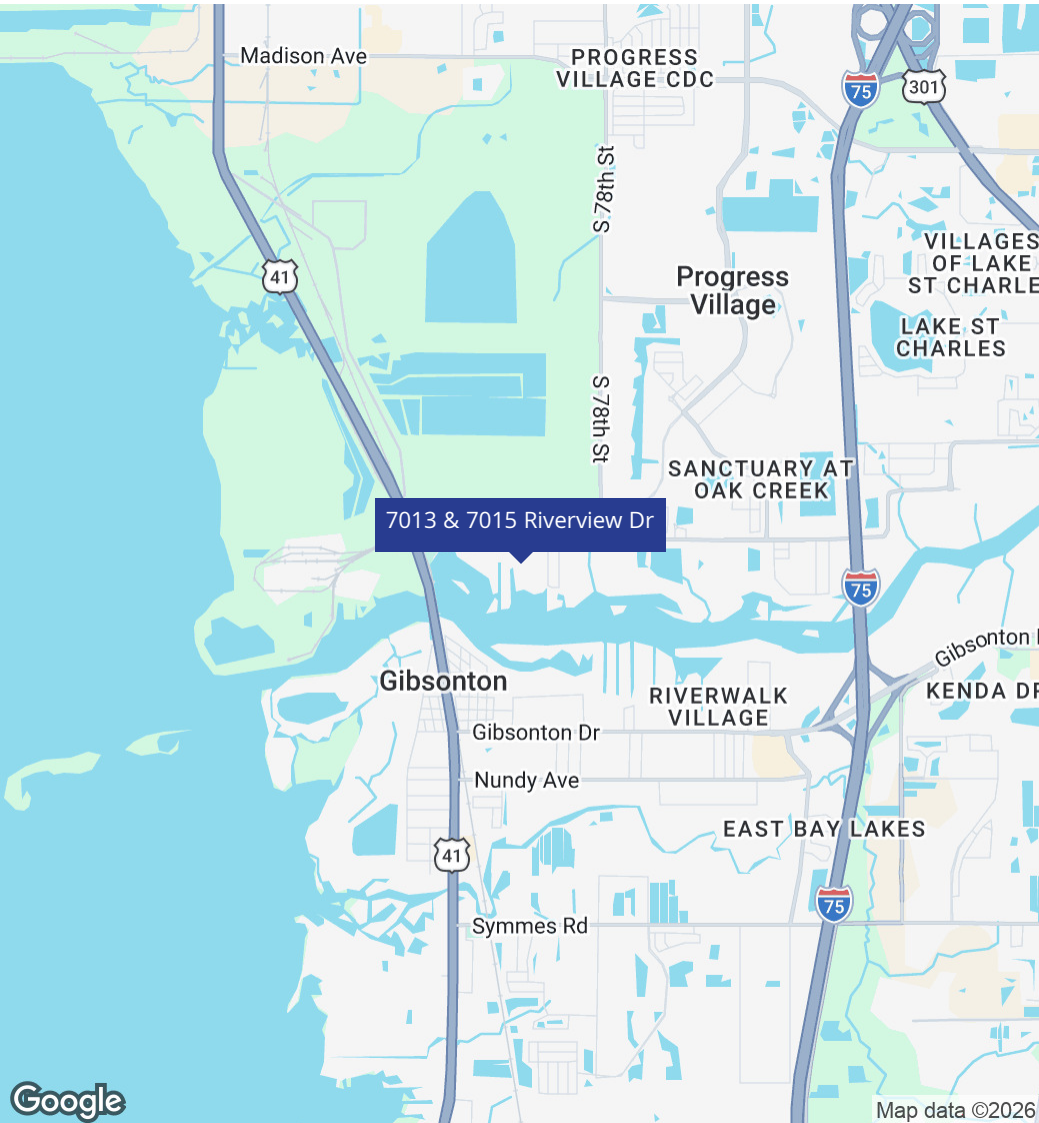 Madison Ave
PROGRESS
VILLAGE CDC
75
301
S 78th St
VILLAGES
OF LAKE
ST CHARLE
41
Progress
Village
LAKE ST
CHARLES
S 78th St
SANCTUARY AT
OAK CREEK
7013 & 7015 Riverview Dr
75
Gibsonton
Gibsonton
KENDA DR
RIVERWALK
VILLAGE
Gibsonton Dr
Nundy Ave
EAST BAY LAKES
41
75
Symmes Rd
Google
Map data ©2026